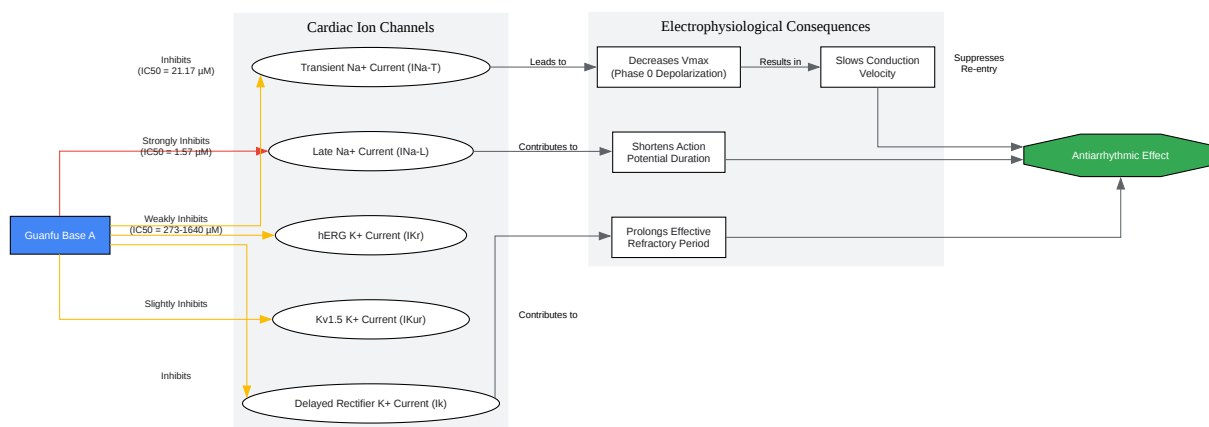 Cardiac Ion Channels
Electrophysiological Consequences
Inhibits
(IC50 = 21.17 µM)
Transient Na+ Current (INa-T)
Leads to
Decreases Vmax
(Phase 0 Depolarization)
Results in
Slows Conduction
Velocity
Suppresses
Re-entry
Strongly Inhibits
(IC50 = 1.57 µM)
Late Na+ Current (INa-L)
Contributes to
Shortens Action
Potential Duration
Antiarrhythmic Effect
Guanfu Base A
Weakly Inhibits
(IC50 = 273-1640 µM)
hERG K+ Current (IKr)
Prolongs Effective
Refractory Period
Slightly Inhibits
Kv1.5 K+ Current (IKur)
Contributes to
Inhibits
Delayed Rectifier K+ Current (Ik)